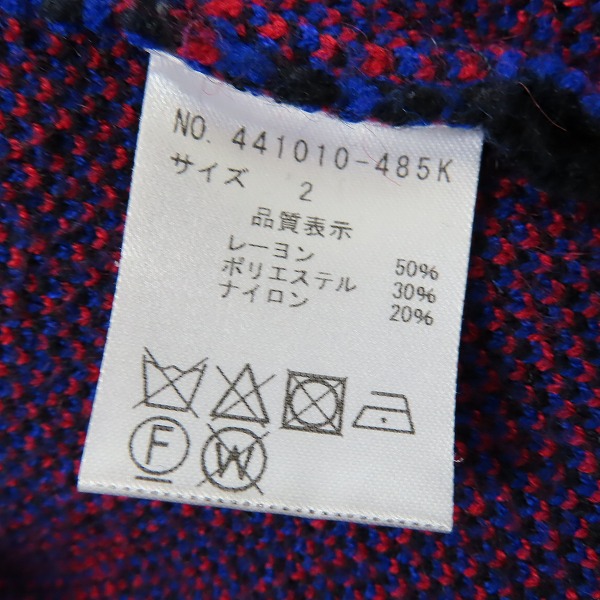 NO. 441010-485K
サイズ 2
品質表示
レーヨン 50%
ポリエステル 30%
ナイロン 20%
F W